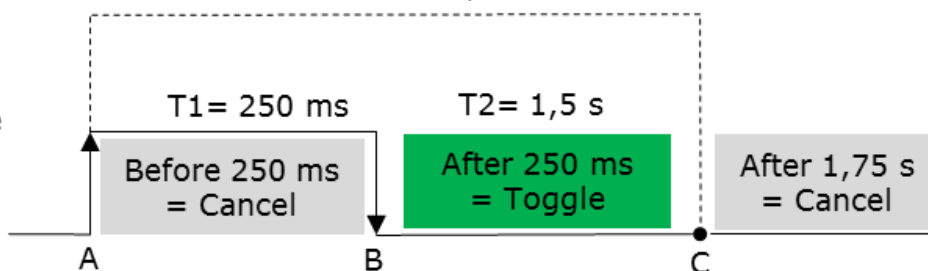 T1= 250 ms
T2= 1,5 s
Before 250 ms
= Cancel
After 250 ms
= Toggle
After 1,75 s
= Cancel
A
B
C